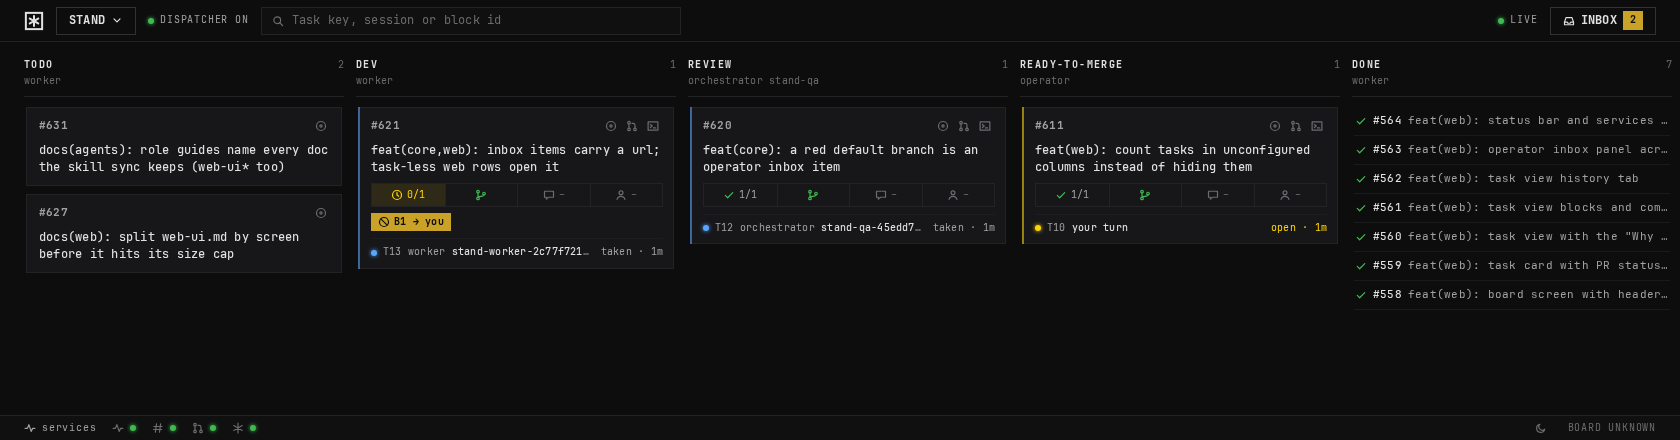 STAND
DISPATCHER ON
Task key, session or block id
LIVE
INBOX 2
TODO 2
worker
#631
docs(agents): role guides name every doc
the skill sync keeps (web-ui* too)
#627
docs(web): split web-ui.md by screen
before it hits its size cap
DEV 1
worker
#621
feat(core,web): inbox items carry a url;
task-less web rows open it
0/1 – –
B1 → you
T13 worker stand-worker-2c77f721… taken · 1m
REVIEW 1
orchestrator stand-qa
#620
feat(core): a red default branch is an
operator inbox item
1/1 – –
T12 orchestrator stand-qa-45edd7… taken · 1m
READY-TO-MERGE 1
operator
#611
feat(web): count tasks in unconfigured
columns instead of hiding them
1/1 – –
T10 your turn open · 1m
DONE 7
worker
#564 feat(web): status bar and services …
#563 feat(web): operator inbox panel acr…
#562 feat(web): task view history tab
#561 feat(web): task view blocks and com…
#560 feat(web): task view with the "Why …
#559 feat(web): task card with PR status…
#558 feat(web): board screen with header…
services
BOARD UNKNOWN